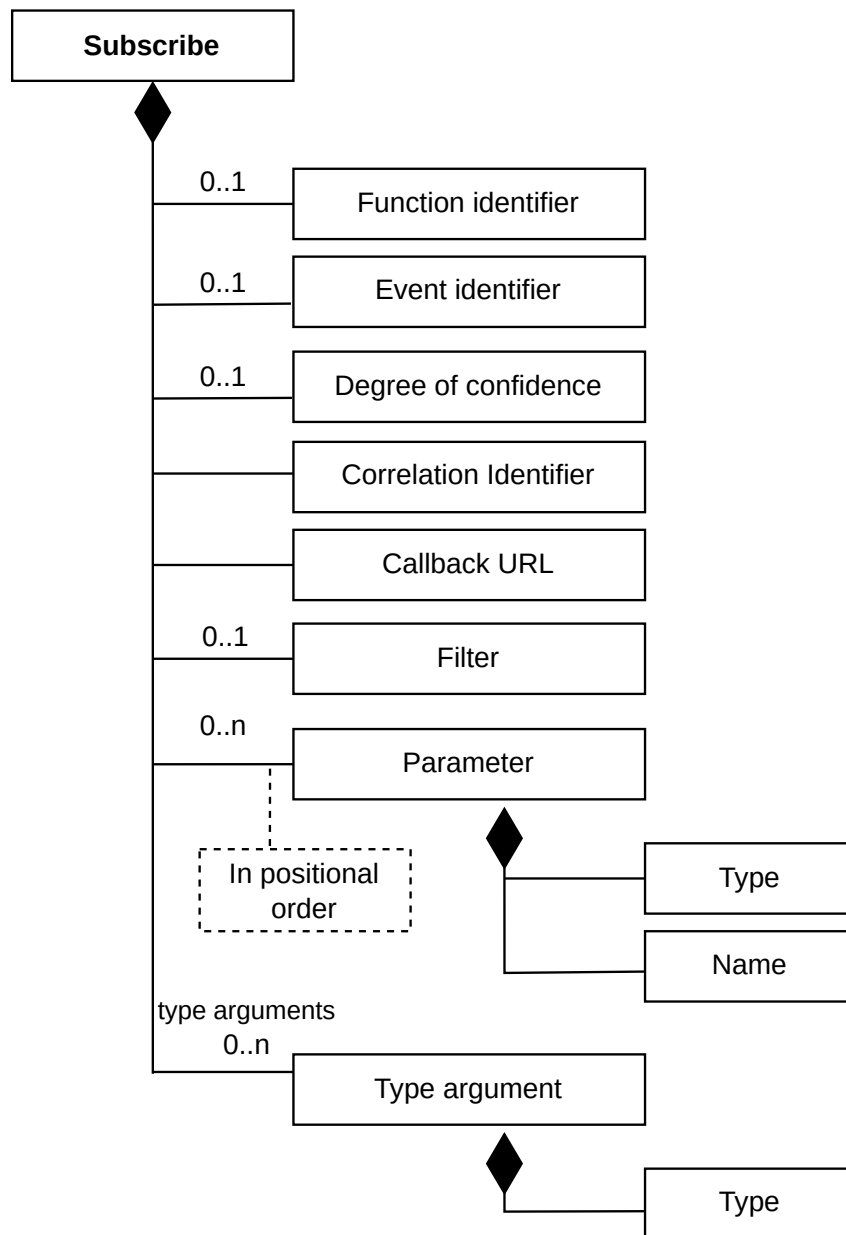 Subscribe
0..1
Function identifier
0..1
Event identifier
0..1
Degree of confidence
Correlation Identifier
Callback URL
0..1
Filter
0..n
Parameter
In positional
order
Type
Name
type arguments
0..n
Type argument
Type